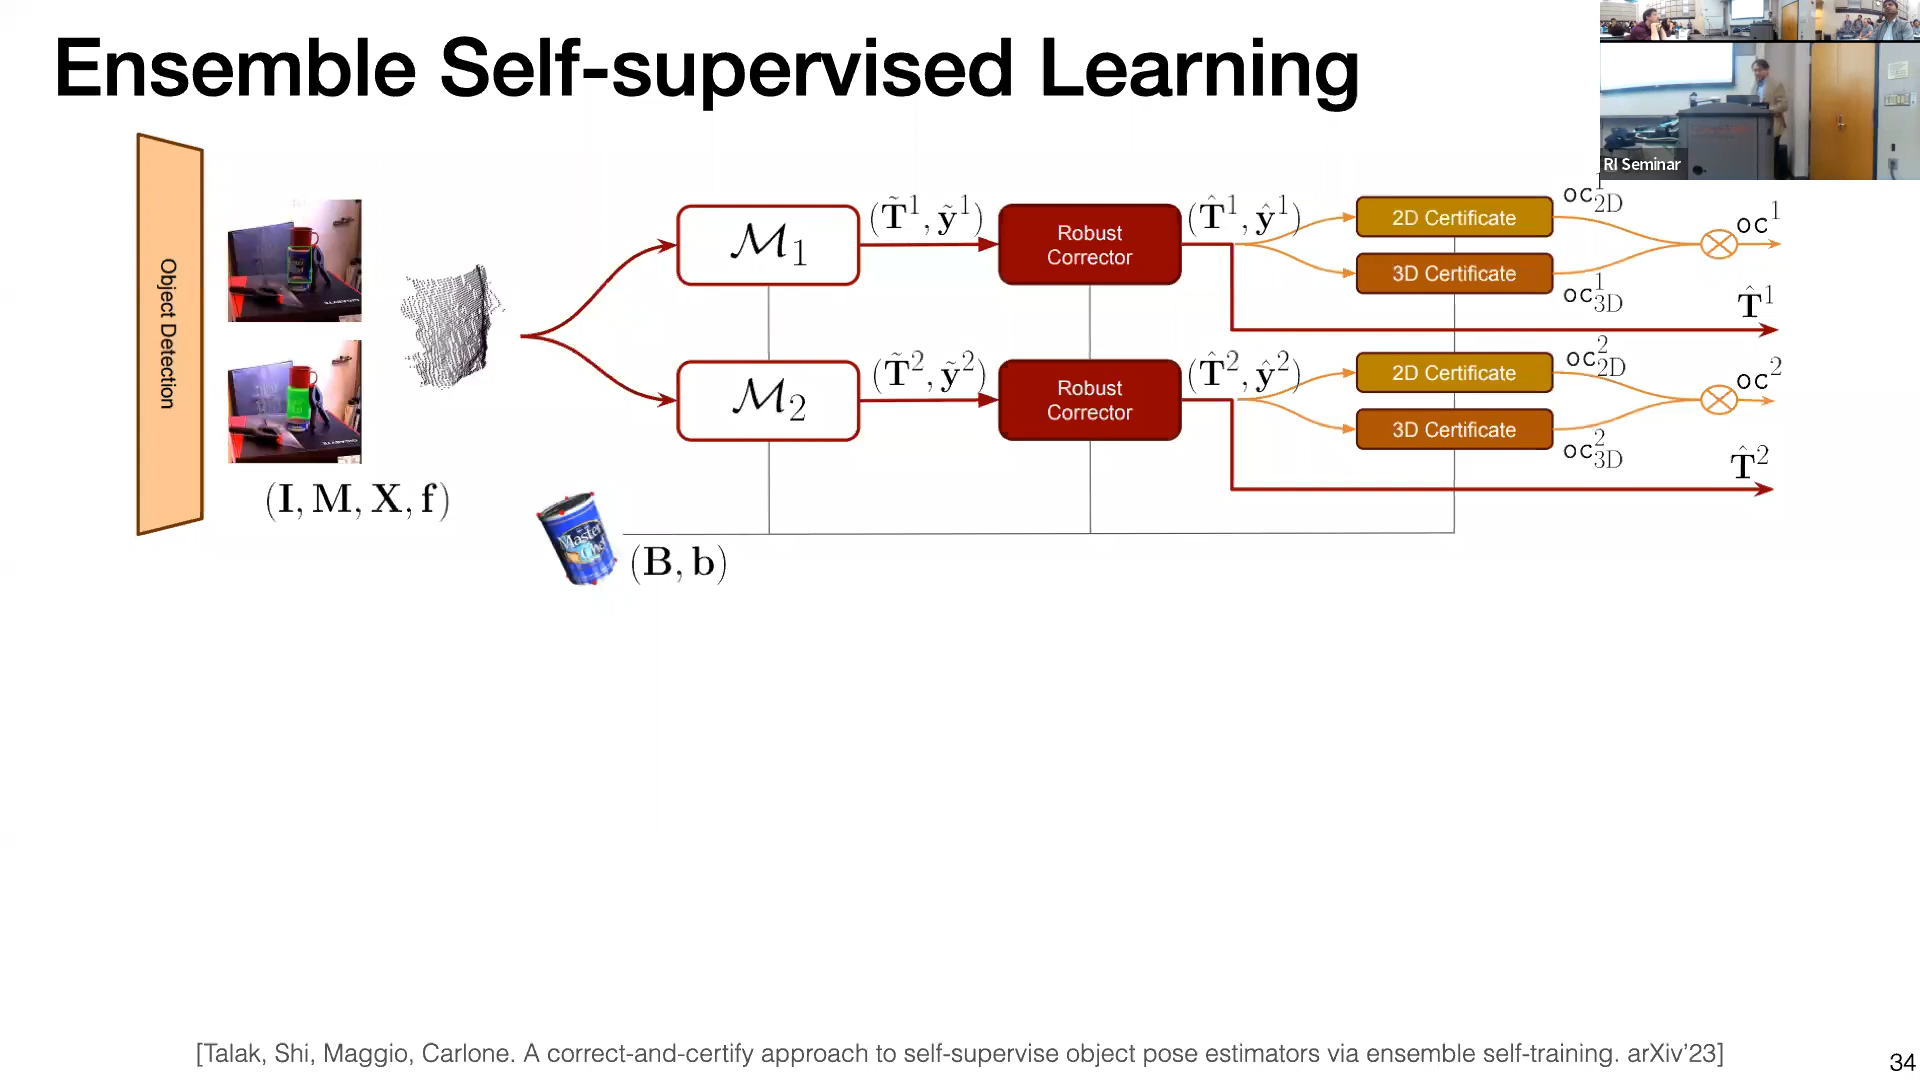 Ensemble Self-supervised Learning
RI Seminar
Object Detection
(I, M, X, f)
M₁
(T̃¹, ỹ¹)
Robust
Corrector
(T̂¹, ŷ¹)
2D Certificate
oc¹₂D
3D Certificate
oc¹₃D
oc¹
T̂¹
M₂
(T̃², ỹ²)
Robust
Corrector
(T̂², ŷ²)
2D Certificate
oc²₂D
3D Certificate
oc²₃D
oc²
T̂²
Master
(B, b)
[Talak, Shi, Maggio, Carlone. A correct-and-certify approach to self-supervise object pose estimators via ensemble self-training. arXiv’23]
34